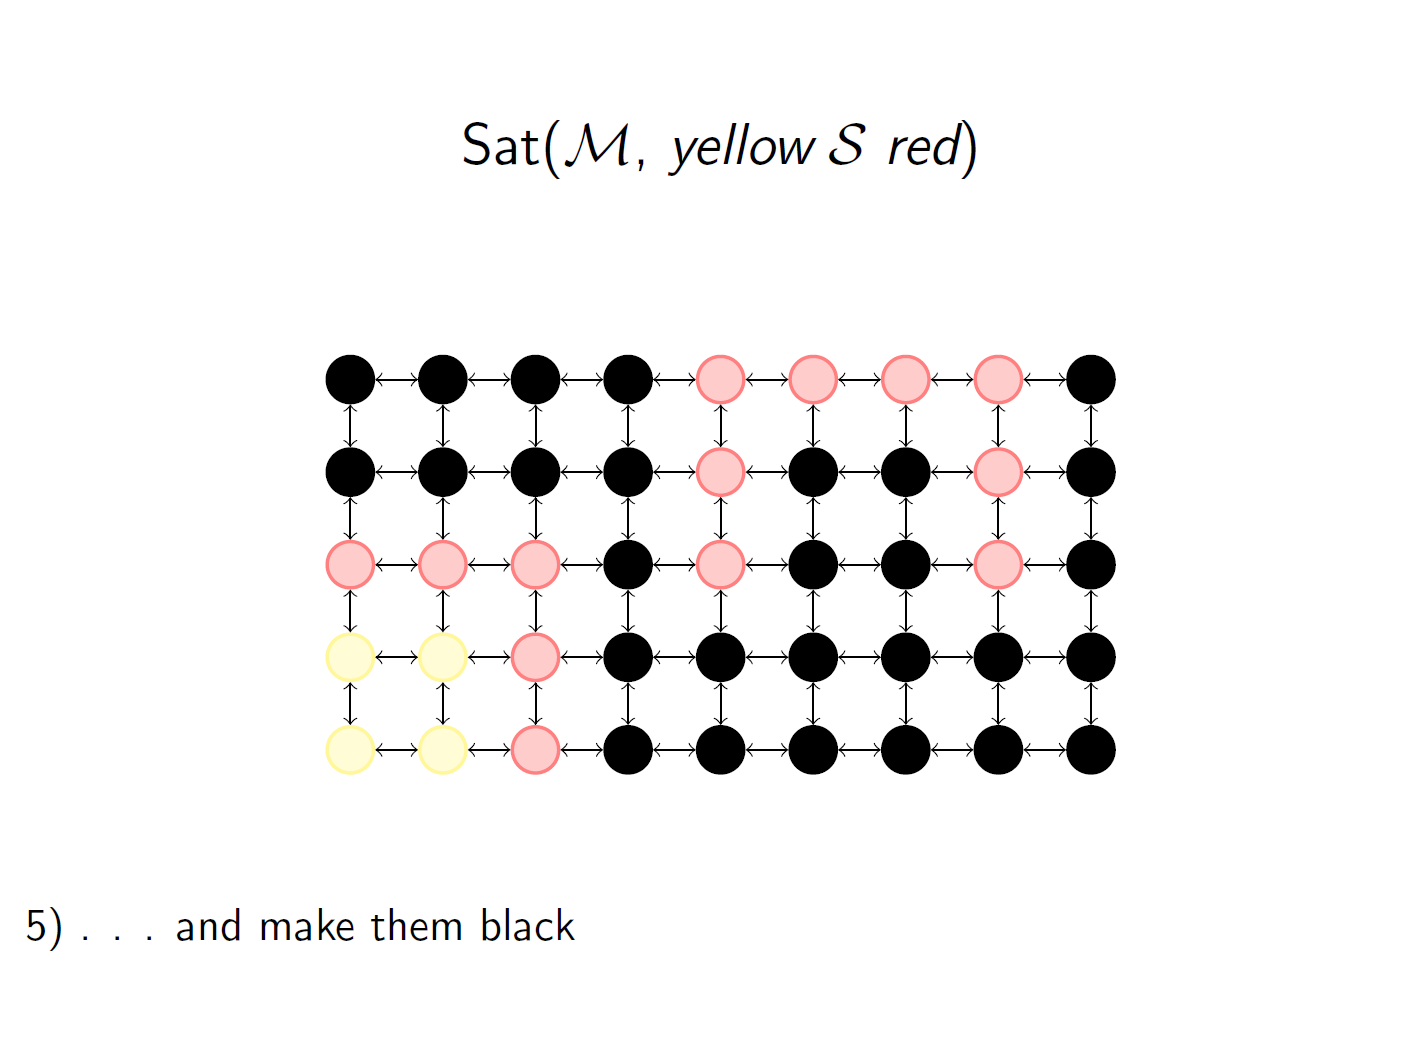 Sat(ℳ, yellow 𝒮 red)
5) . . . and make them black